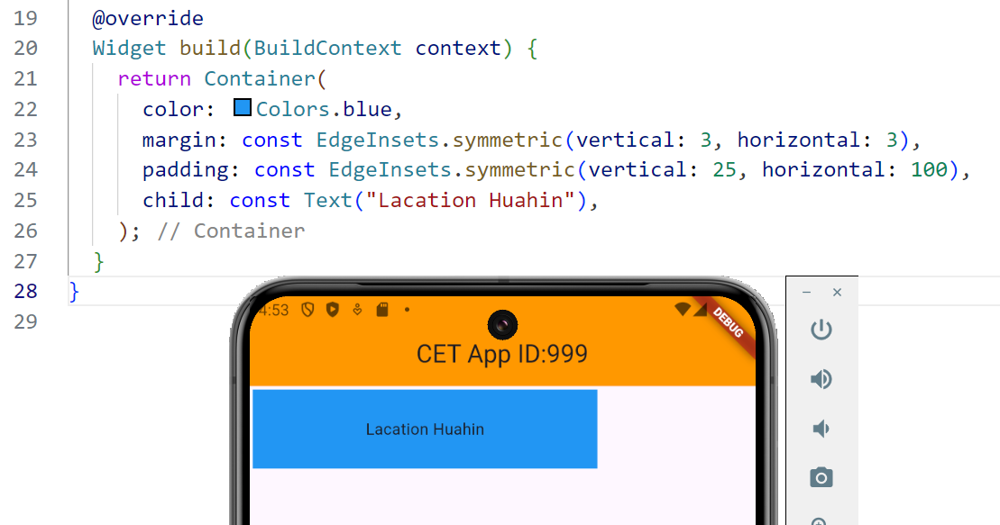 19 @override
20 Widget build(BuildContext context) {
21 return Container(
22 color: Colors.blue,
23 margin: const EdgeInsets.symmetric(vertical: 3, horizontal: 3),
24 padding: const EdgeInsets.symmetric(vertical: 25, horizontal: 100),
25 child: const Text("Lacation Huahin"),
26 ); // Container
27 }
28 }
29
4:53
DEBUG
CET App ID:999
Lacation Huahin